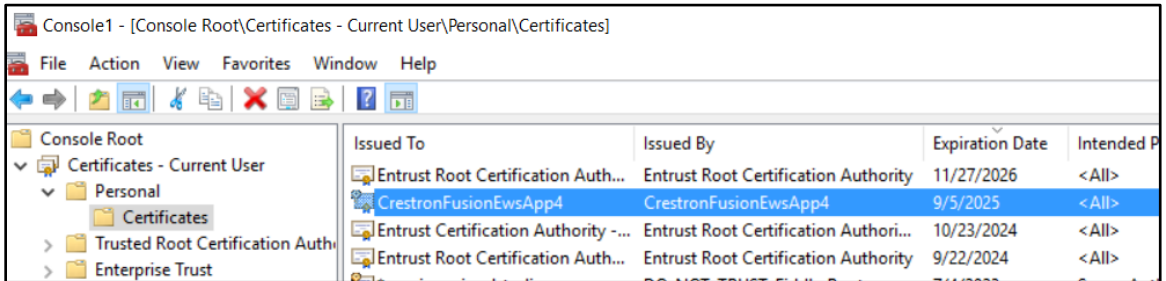 Console1 - [Console Root\Certificates - Current User\Personal\Certificates]
File Action View Favorites Window Help
Console Root
Certificates - Current User
Personal
Certificates
Trusted Root Certification Auth
Enterprise Trust
Issued To Issued By Expiration Date Intended P
Entrust Root Certification Auth... Entrust Root Certification Authority 11/27/2026 <All>
CrestronFusionEwsApp4 CrestronFusionEwsApp4 9/5/2025 <All>
Entrust Certification Authority -... Entrust Root Certification Authori... 10/23/2024 <All>
Entrust Root Certification Auth... Entrust Root Certification Authority 9/22/2024 <All>